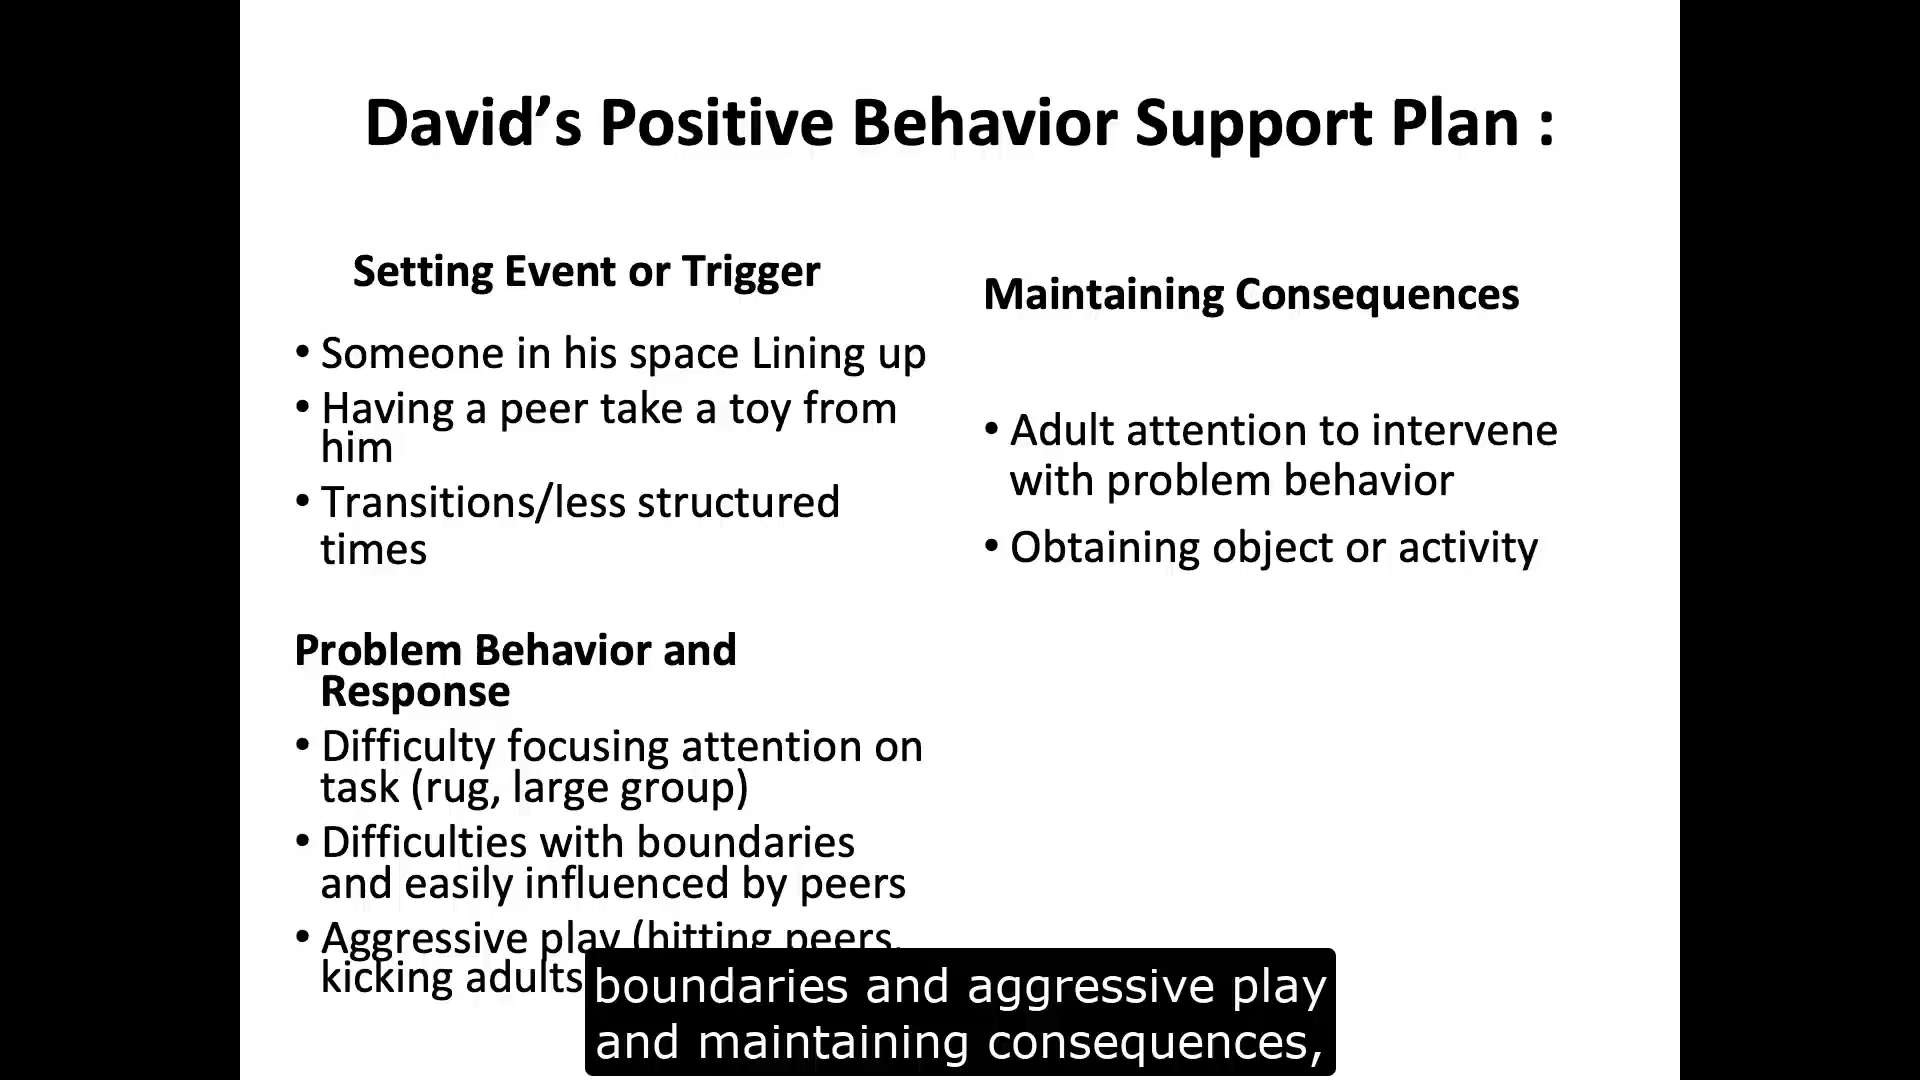 David’s Positive Behavior Support Plan :
Setting Event or Trigger
• Someone in his space Lining up
• Having a peer take a toy from
him
• Transitions/less structured
times
Problem Behavior and
Response
• Difficulty focusing attention on
task (rug, large group)
• Difficulties with boundaries
and easily influenced by peers
• Aggressive play (hitting peers,
kicking adults
Maintaining Consequences
• Adult attention to intervene
with problem behavior
• Obtaining object or activity
boundaries and aggressive play
and maintaining consequences,